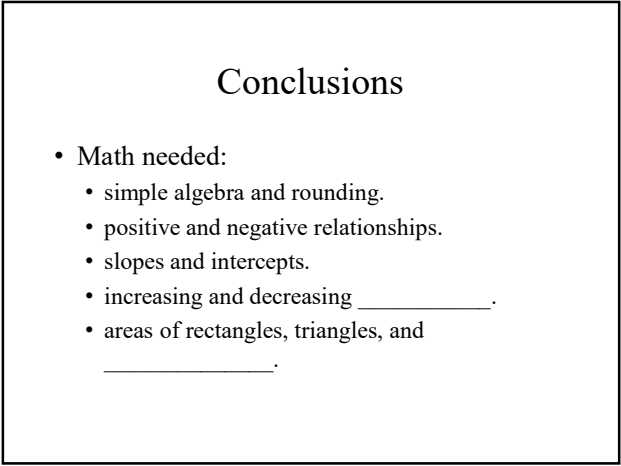 Conclusions
• Math needed:
• simple algebra and rounding.
• positive and negative relationships.
• slopes and intercepts.
• increasing and decreasing ___________.
• areas of rectangles, triangles, and
______________.